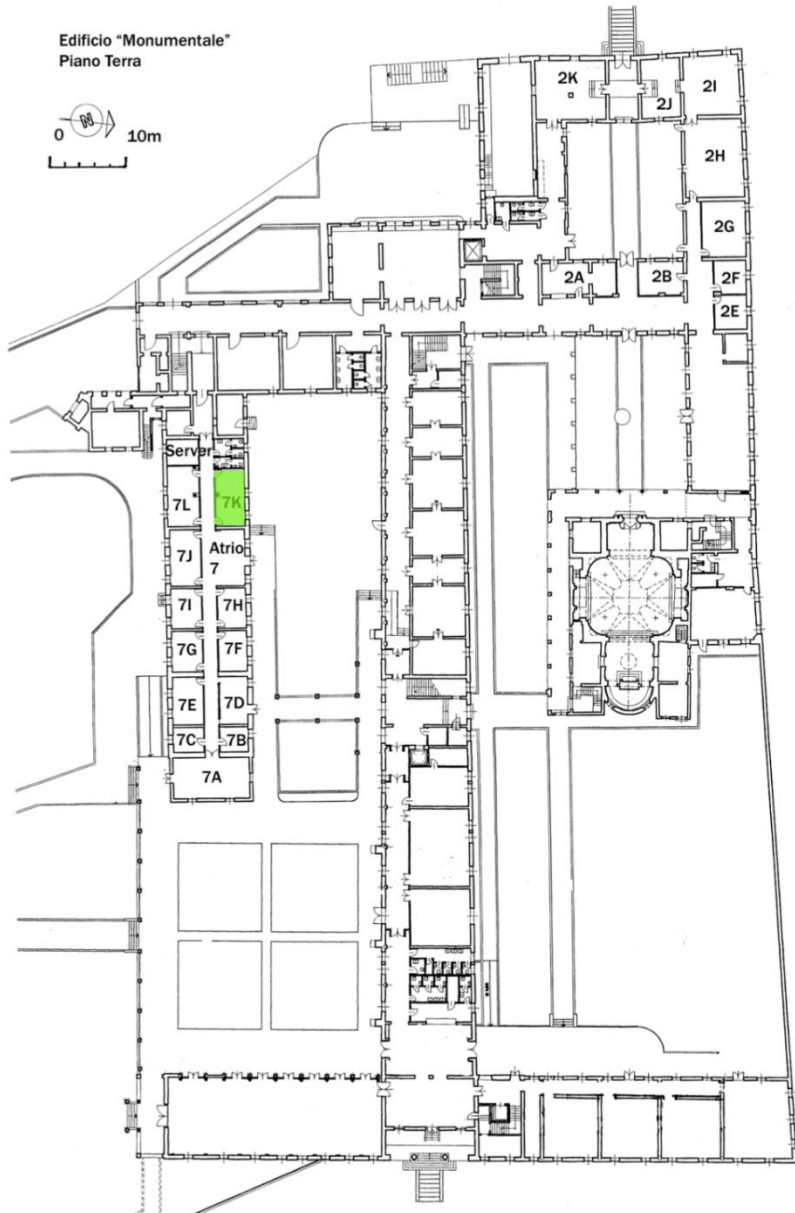 Edificio “Monumentale”
Piano Terra
N
0 10m
2K
2J
2I
2H
2G
2A
2B
2F
2E
Server
7L
7K
7J
Atrio
7
7I
7H
7G
7F
7E
7D
7C
7B
7A